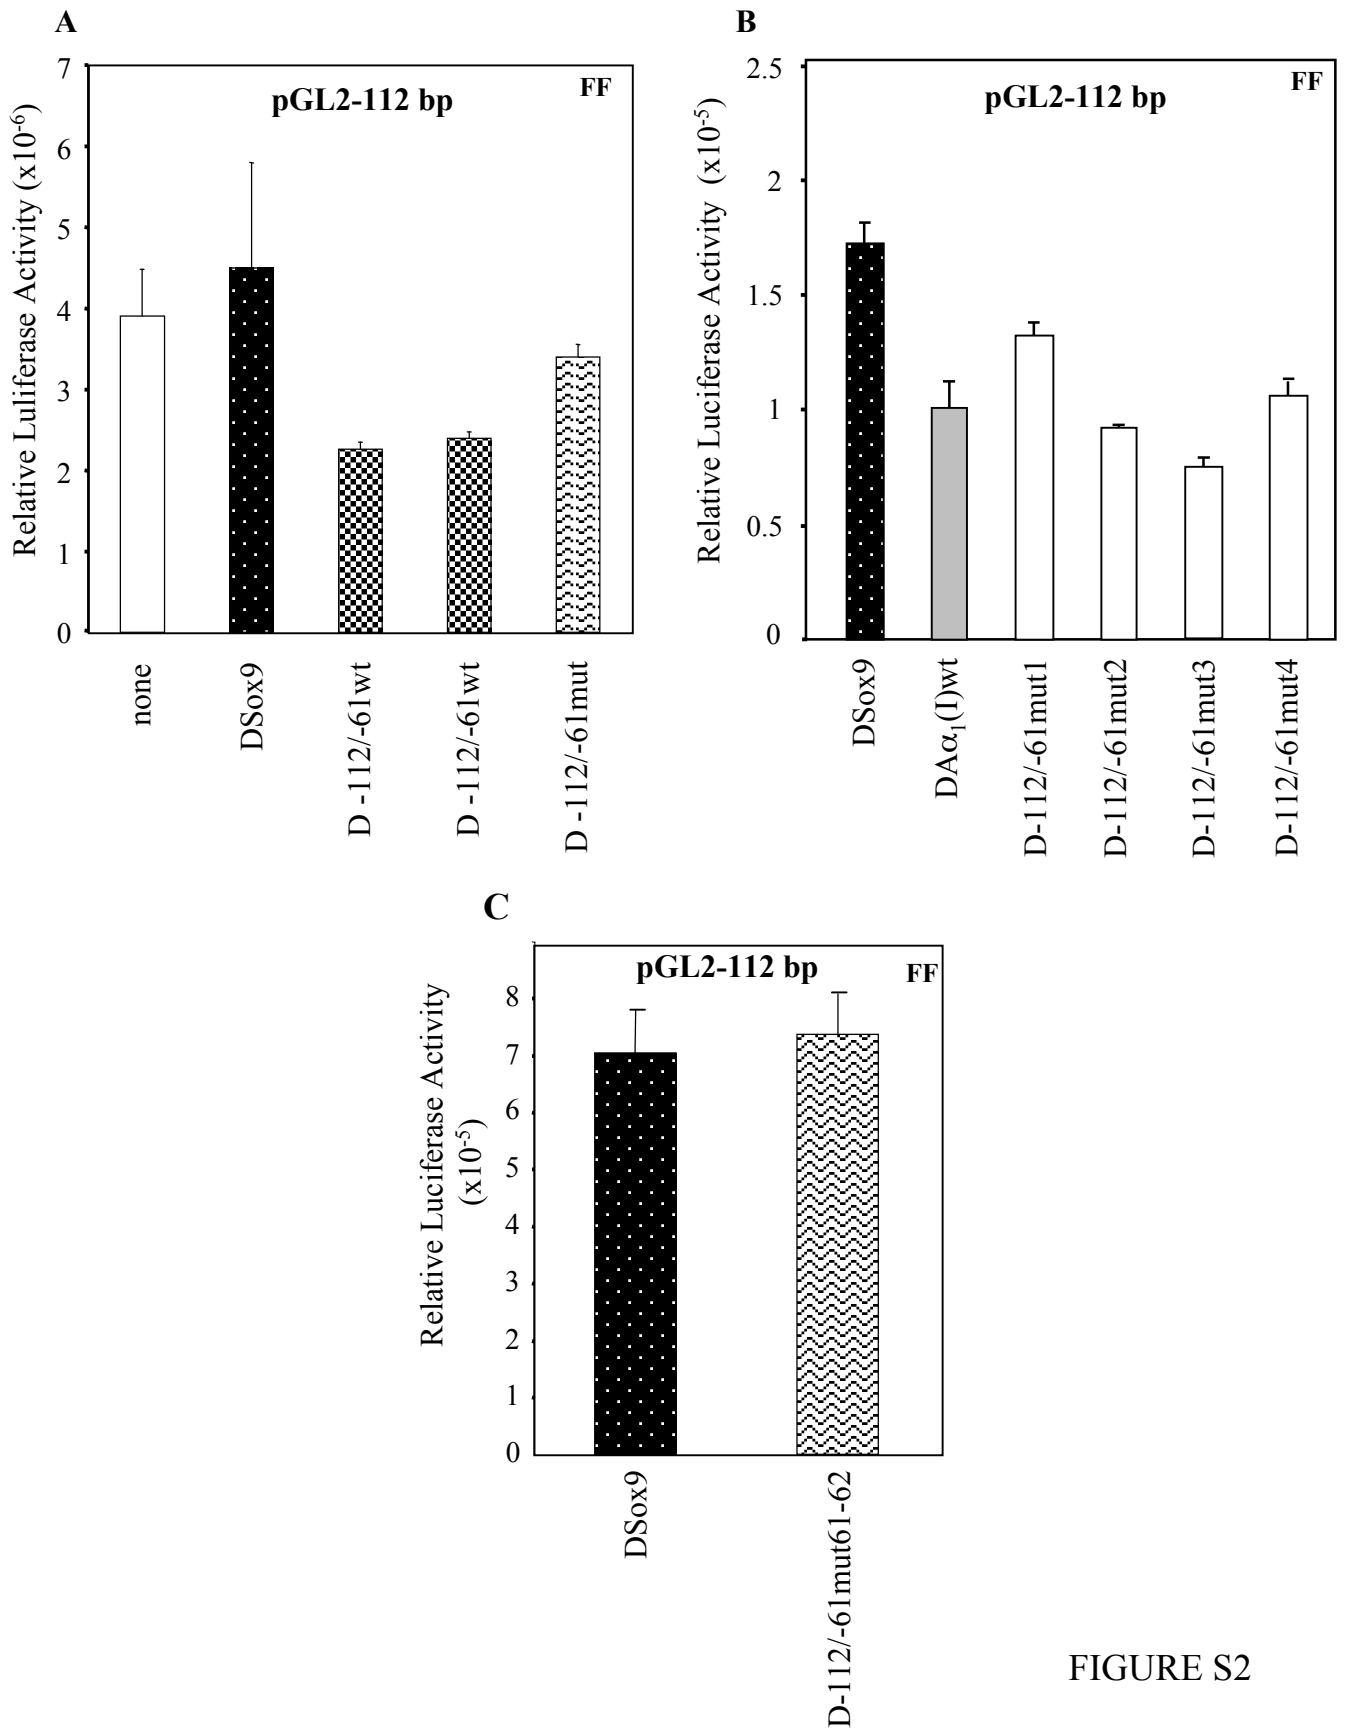 A
Relative Luliferase Activity (x10-6)
7
6
5
4
3
2
1
0
pGL2-112 bp
FF
none
DSox9
D -112/-61wt
D -112/-61wt
D -112/-61mut
B
Relative Luciferase Activity (x10-5)
2.5
2
1.5
1
0.5
0
pGL2-112 bp
FF
DSox9
DAα1(I)wt
D-112/-61mut1
D-112/-61mut2
D-112/-61mut3
D-112/-61mut4
C
Relative Luciferase Activity
(x10-5)
8
7
6
5
4
3
2
1
0
pGL2-112 bp
FF
DSox9
D-112/-61mut61-62
FIGURE S2